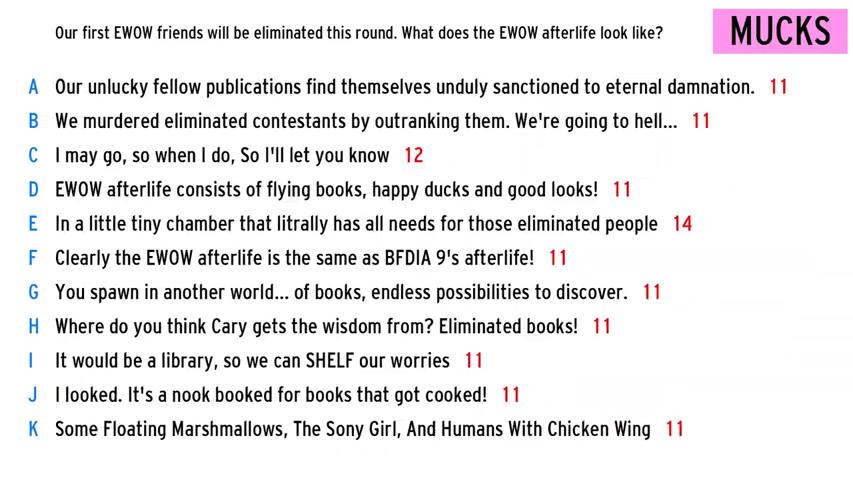 Our first EWOW friends will be eliminated this round. What does the EWOW afterlife look like?
MUCKS
A Our unlucky fellow publications find themselves unduly sanctioned to eternal damnation. 11
B We murdered eliminated contestants by outranking them. We're going to hell... 11
C I may go, so when I do, So I'll let you know 12
D EWOW afterlife consists of flying books, happy ducks and good looks! 11
E In a little tiny chamber that litrally has all needs for those eliminated people 14
F Clearly the EWOW afterlife is the same as BFDIA 9's afterlife! 11
G You spawn in another world... of books, endless possibilities to discover. 11
H Where do you think Cary gets the wisdom from? Eliminated books! 11
I It would be a library, so we can SHELF our worries 11
J I looked. It's a nook booked for books that got cooked! 11
K Some Floating Marshmallows, The Sony Girl, And Humans With Chicken Wing 11